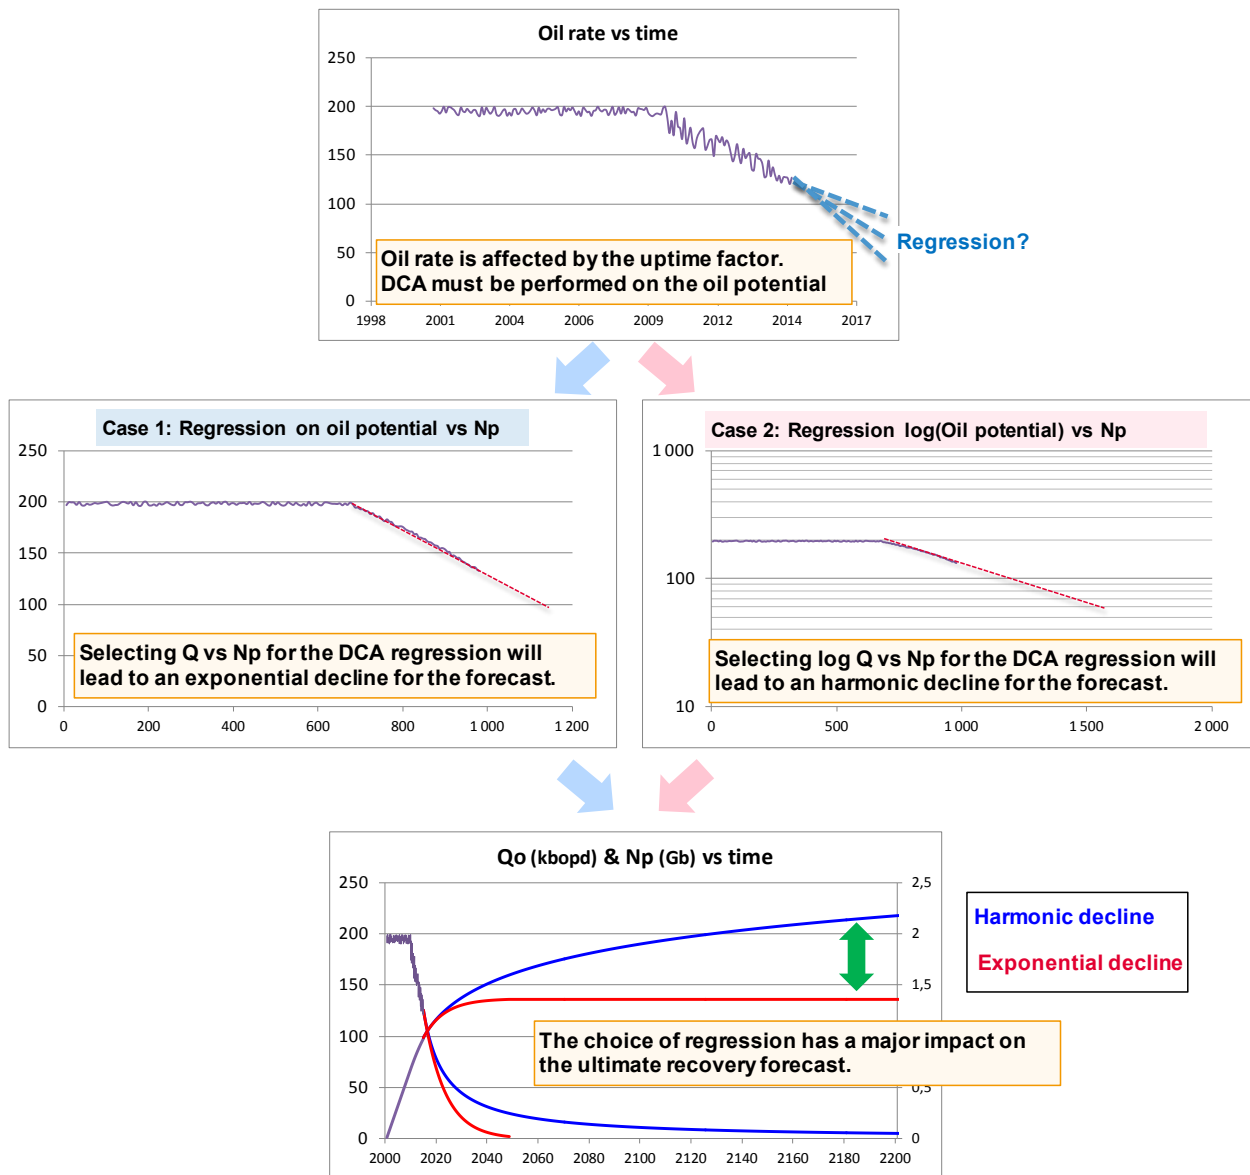 Oil rate vs time
250
200
150
100
50
0
1998 2001 2004 2006 2009 2012 2014 2017
Oil rate is affected by the uptime factor.
DCA must be performed on the oil potential
Regression?
Case 1: Regression on oil potential vs Np
250
200
150
100
50
0
0 200 400 600 800 1 000 1 200
Selecting Q vs Np for the DCA regression will
lead to an exponential decline for the forecast.
Case 2: Regression log(Oil potential) vs Np
1 000
100
10
0 500 1 000 1 500 2 000
Selecting log Q vs Np for the DCA regression will
lead to an harmonic decline for the forecast.
Qo (kbopd) & Np (Gb) vs time
250
200
150
100
50
0
2,5
2
1,5
0,5
0
2000 2020 2040 2060 2080 2100 2120 2140 2160 2180 2200
The choice of regression has a major impact on
the ultimate recovery forecast.
Harmonic decline
Exponential decline